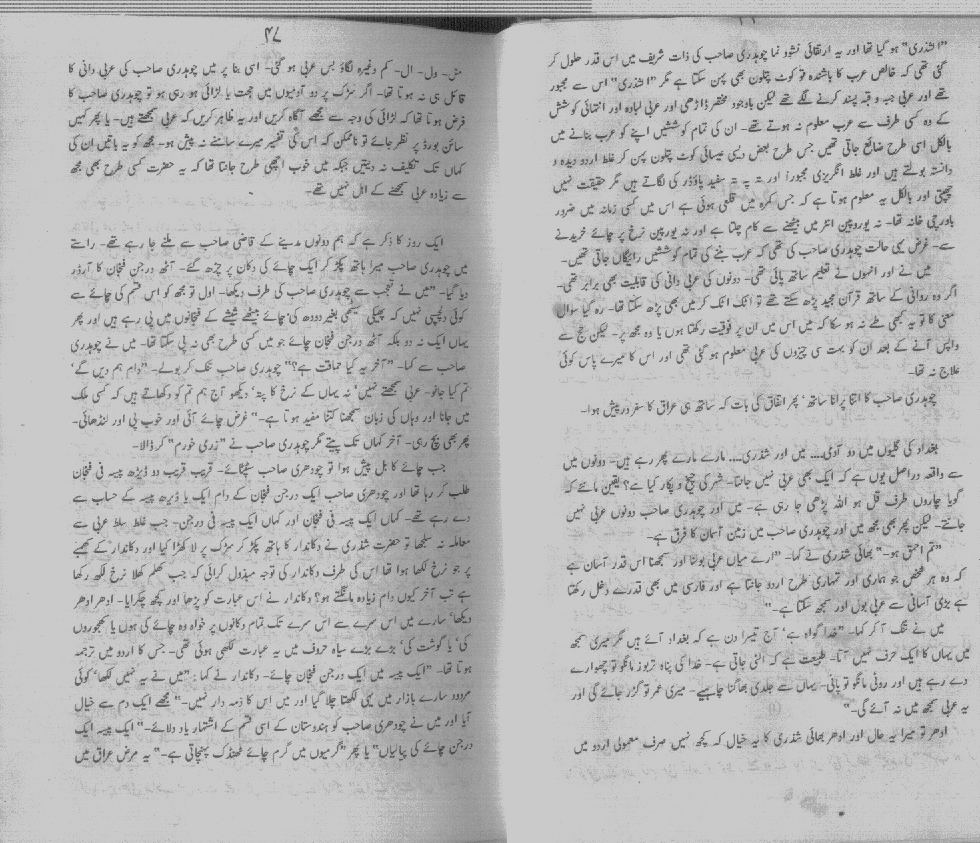 "اشذری" ہو گیا تھا اور یہ ارتقائی نشوونما چوہدری صاحب کی ذات شریف میں اس قدر حلول کر
گئی تھی کہ خالص عرب کا باشندہ تو کوٹ پتلون بھی پہن سکتا ہے مگر "اشذری" اس سے مجبور
تھے اور عربی جبہ و قبہ پسند کرنے لگے تھے لیکن باوجود مختصر ڈاڑھی اور عربی لبادہ اور انتہائی کوشش
کے وہ کسی طرف سے عرب معلوم نہ ہوتے تھے۔ ان کی تمام کوششیں اپنے کو عرب بنانے میں
بالکل اسی طرح ضائع جاتی تھیں جس طرح بعض دیسی عیسائی کوٹ پتلون پہن کر غلط اردو دیدہ و
دانستہ بولتے ہیں اور غلط انگریزی مجبوراً اور تہ پہ تہ سفید پاؤڈر کی لگاتے ہیں مگر حقیقت نہیں
چھپتی اور بالکل یہ معلوم ہوتا ہے کہ جس کمرہ میں قلعی ہوئی ہے اس میں کسی زمانہ میں ضرور
باورچی خانہ تھا۔ نہ یوروپین انٹر میں بیٹھنے سے کام چلتا ہے اور نہ یورپین نرخ پر چائے خریدنے
سے۔ غرض یہی حالت چوہدری صاحب کی تھی کہ عرب بننے کی تمام کوششیں رائیگاں جاتی تھیں۔
میں نے اور انہوں نے تعلیم ساتھ پائی تھی۔ دونوں کی عربی دانی کی قابلیت بھی برابر تھی۔
اگر وہ روانی کے ساتھ قرآن مجید پڑھ سکتے تھے تو اٹک اٹک کر میں بھی پڑھ سکتا تھا۔ رہ گیا سوال
معنی کا تو یہ کبھی طے نہ ہو سکا کہ میں اس میں ان پر فوقیت رکھتا ہوں یا وہ مجھ پر۔ لیکن حج سے
واپس آنے کے بعد ان کو بہت سی چیزوں کی عربی معلوم ہو گئی تھی اور اس کا میرے پاس کوئی
علاج نہ تھا۔
چوہدری صاحب کا اتنا پرانا ساتھ' پھر اتفاق کی بات کہ ساتھ ہی عراق کا سفر درپیش ہوا۔
بغداد کی گلیوں میں دو آدمی.... میں اور شذری.... مارے مارے پھر رہے ہیں۔ دونوں میں
سے واقعہ دراصل یوں ہے کہ ایک بھی عربی نہیں جانتا۔ شہر کی چیخ و پکار کیا ہے؟ یقین مانئے کہ
گویا چاروں طرف قل ہو اللہ پڑھی جا رہی ہے۔ میں اور چوہدری صاحب دونوں عربی نہیں
جانتے۔ لیکن پھر بھی مجھ میں اور چوہدری صاحب میں زمین آسمان کا فرق ہے۔
"تم احمق ہو۔" بھائی شذری نے کہا۔ "ارے میاں عربی بولنا اور سمجھنا اس قدر آسان ہے
کہ وہ ہر شخص جو ہماری اور تمہاری طرح اردو جانتا ہے اور فارسی میں بھی قدرے دخل رکھتا
ہے بڑی آسانی سے عربی بول اور سمجھ سکتا ہے۔"
میں نے تنگ آ کر کہا۔ "خدا گواہ ہے' آج تیسرا دن ہے کہ بغداد آئے ہیں مگر میری سمجھ
میں یہاں کا ایک حرف نہیں آتا۔ طبیعت ہے کہ الٹی جاتی ہے۔ خدا کی پناہ تربوز مانگو تو چھوارے
دے رہے ہیں اور روٹی مانگو تو پانی۔ یہاں سے جلدی بھاگنا چاہیے۔ میری عمر تو گزر جائے گی اور
یہ عربی سمجھ میں نہ آئے گی۔"
ادھر تو میرا یہ حال اور ادھر بھائی شذری کا یہ خیال کہ کچھ نہیں صرف معمولی اردو میں
۴۷
من۔ ول۔ ال۔ کم وغیرہ لگاؤ بس عربی ہو گئی۔ اسی بنا پر میں چوہدری صاحب کی عربی دانی کا
قائل ہی نہ ہوتا تھا۔ اگر سڑک پر دو آدمیوں میں حجت یا لڑائی ہو رہی ہو تو چوہدری صاحب کا
فرض ہوتا تھا کہ لڑائی کی وجہ سے مجھے آگاہ کریں اور یہ ظاہر کریں کہ عربی سمجھتے ہیں۔ یا پھر کہیں
سائن بورڈ پر نظر جائے تو ناممکن کہ اس کی تفسیر میرے سامنے نہ پیش ہو۔ مجھ کو یہ باتیں ان کی
کہاں تک تکلیف نہ دیتیں جبکہ میں خوب اچھی طرح جانتا تھا کہ یہ حضرت کسی طرح بھی مجھ
سے زیادہ عربی سمجھنے کے اہل نہیں تھے۔
ایک روز کا ذکر ہے کہ ہم دونوں مدینے کے قاضی صاحب سے ملنے جا رہے تھے۔ راستے
میں چوہدری صاحب میرا ہاتھ پکڑ کر ایک چائے کی دکان پر چڑھ گئے۔ آٹھ درجن فنجان کا آرڈر
دیا گیا۔ "میں نے تعجب سے چوہدری صاحب کی طرف دیکھا۔ اول تو مجھ کو اس قسم کی چائے سے
کوئی دلچسپی نہیں کہ پھیکی سیٹھی بغیر دودھ کی چائے بیٹھے شیشے کے فنجانوں میں پی رہے ہیں اور پھر
یہاں ایک نہ دو بلکہ آٹھ درجن فنجان چائے جو میں کسی طرح بھی نہ پی سکتا تھا۔ میں نے چوہدری
صاحب سے کہا۔ "آخر یہ کیا حماقت ہے؟" چوہدری صاحب تنک کر بولے۔ "دام ہم دیں گے'
تم کیا جانو۔ عربی سمجھتے نہیں' نہ یہاں کے نرخ کا پتہ' دیکھو آج ہم تم کو دکھاتے ہیں کہ کسی ملک
میں جانا اور وہاں کی زبان سمجھنا کتنا مفید ہوتا ہے۔" غرض چائے آئی اور خوب پی اور لنڈھائی۔
پھر بھی بچ رہی۔ آخر کہاں تک پیتے مگر چوہدری صاحب نے "زری خورم" کر ڈالا۔
جب چائے کا بل پیش ہوا تو چودھری صاحب سٹپٹائے۔ قریب قریب دو ڈیڑھ پیسہ فی فنجان
طلب کر رہا تھا اور چودھری صاحب ایک درجن فنجان کے دام ایک یا ڈیڑھ پیسہ کے حساب سے
دے رہے تھے۔ کہاں ایک پیسہ فی فنجان اور کہاں ایک پیسہ فی درجن۔ جب غلط سلط عربی سے
معاملہ نہ سلجھا تو حضرت شذری نے دکاندار کا ہاتھ پکڑ کر سڑک پر لا کھڑا کیا اور دکاندار کے کھمبے
پر جو نرخ لکھا ہوا تھا اس کی طرف دکاندار کی توجہ مبذول کرائی کہ جب کھلم کھلا نرخ لکھ رکھا
ہے تب آخر کیوں دام زیادہ مانگتے ہو؟ دکاندار نے اس عبارت کو پڑھا اور کچھ چکرایا۔ ادھر ادھر
دیکھا' سارے میں اس سرے سے اس سرے تک تمام دکانوں پر خواہ وہ چائے کی ہوں یا کھجوروں
کی' یا گوشت کی' بڑے بڑے سیاہ حروف میں یہ عبارت لکھی ہوئی تھی۔ جس کا اردو میں ترجمہ
ہوتا تھا۔ "ایک پیسہ میں ایک درجن فنجان چائے۔ دکاندار نے کہا: "میں نے یہ نہیں لکھا' کوئی
مردود سارے بازار میں یہی لکھتا چلا گیا اور میں اس کا ذمہ دار نہیں۔" مجھے ایک دم سے خیال
آیا اور میں نے چودھری صاحب کو ہندوستان کے اسی قسم کے اشتہار یاد دلائے۔ "ایک پیسہ ایک
درجن چائے کی پیالیاں" یا پھر "گرمیوں میں گرم چائے ٹھنڈک پہنچاتی ہے۔" یہ مرض عراق میں